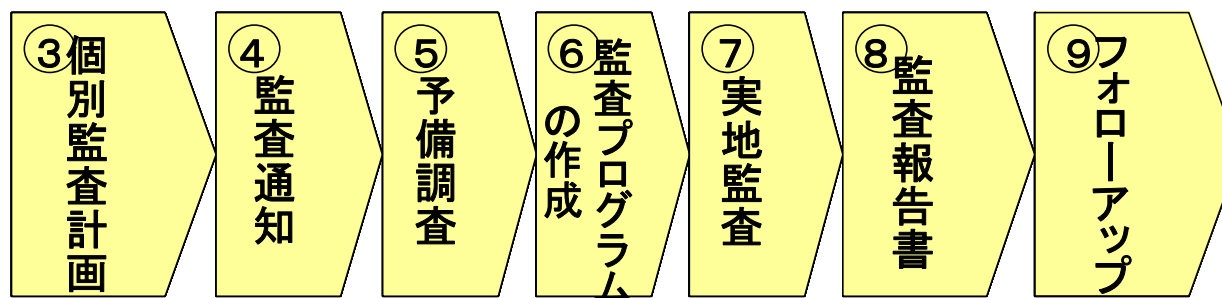 ③個別監査計画
④監査通知
⑤予備調査
⑥監査プログラム
の作成
⑦実地監査
⑧監査報告書
⑨フォローアップ